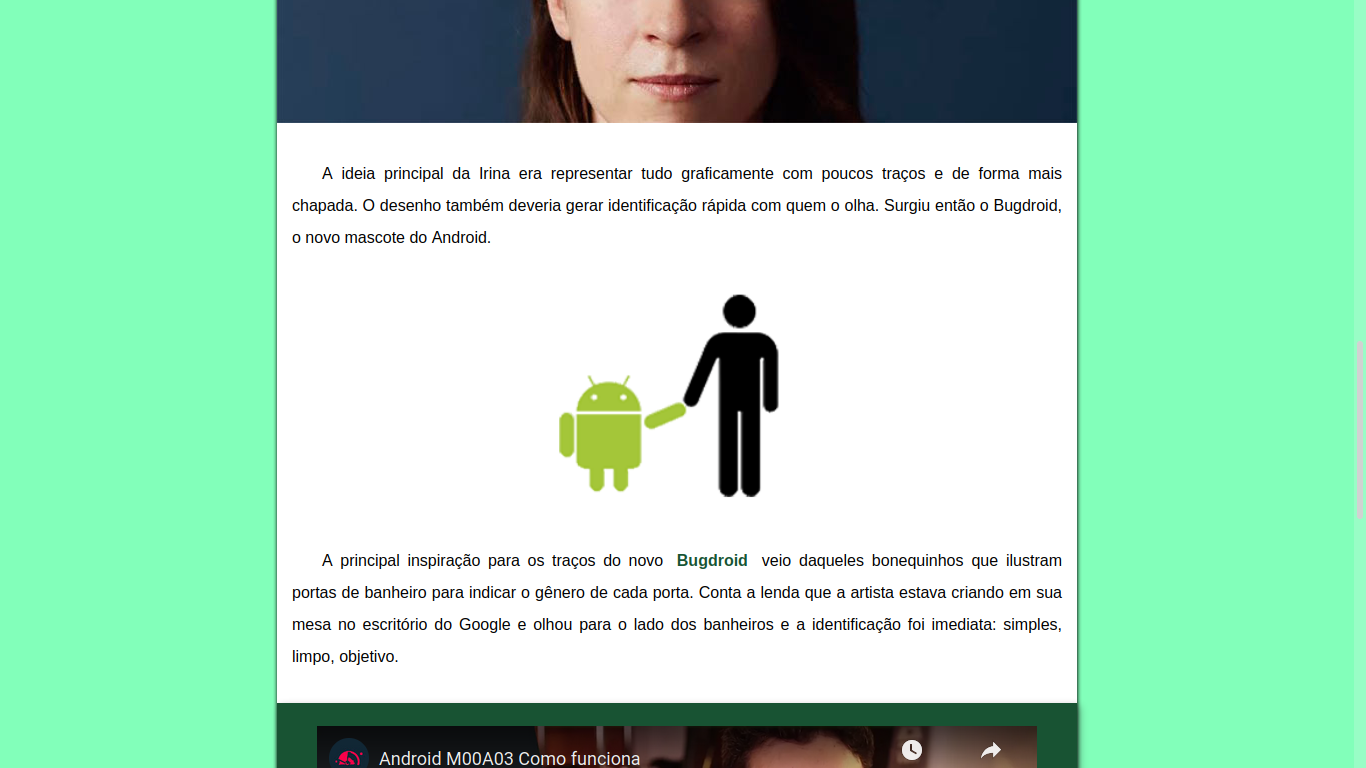 A ideia principal da Irina era representar tudo graficamente com poucos traços e de forma mais
chapada. O desenho também deveria gerar identificação rápida com quem o olha. Surgiu então o Bugdroid,
o novo mascote do Android.
A principal inspiração para os traços do novo Bugdroid veio daqueles bonequinhos que ilustram
portas de banheiro para indicar o gênero de cada porta. Conta a lenda que a artista estava criando em sua
mesa no escritório do Google e olhou para o lado dos banheiros e a identificação foi imediata: simples,
limpo, objetivo.
Android M00A03 Como funciona